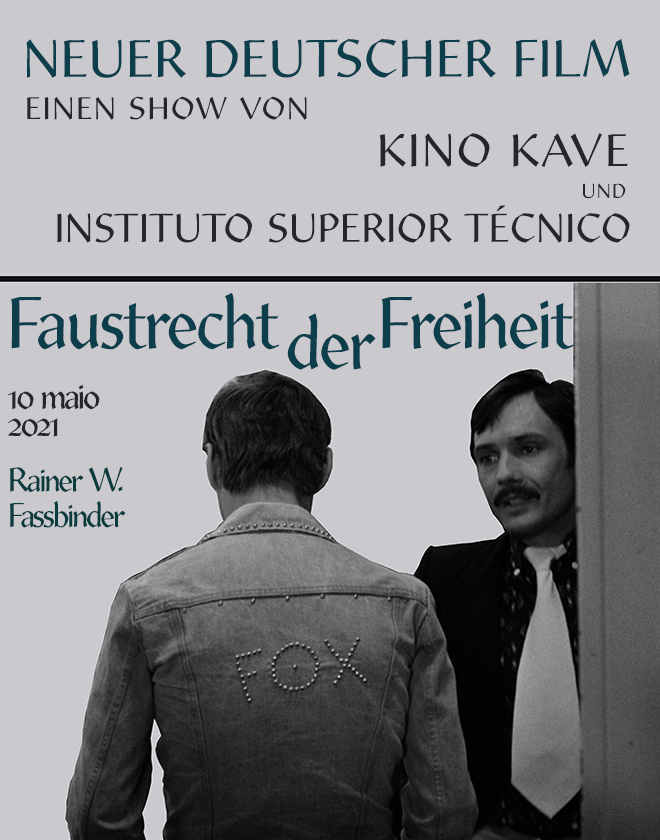 NEUER DEUTSCHER FILM
EINEN SHOW VON
KINO KAVE
UND
INSTITUTO SUPERIOR TÉCNICO
Faustrecht der Freiheit
10 maio
2021
Rainer W.
Fassbinder
FOX